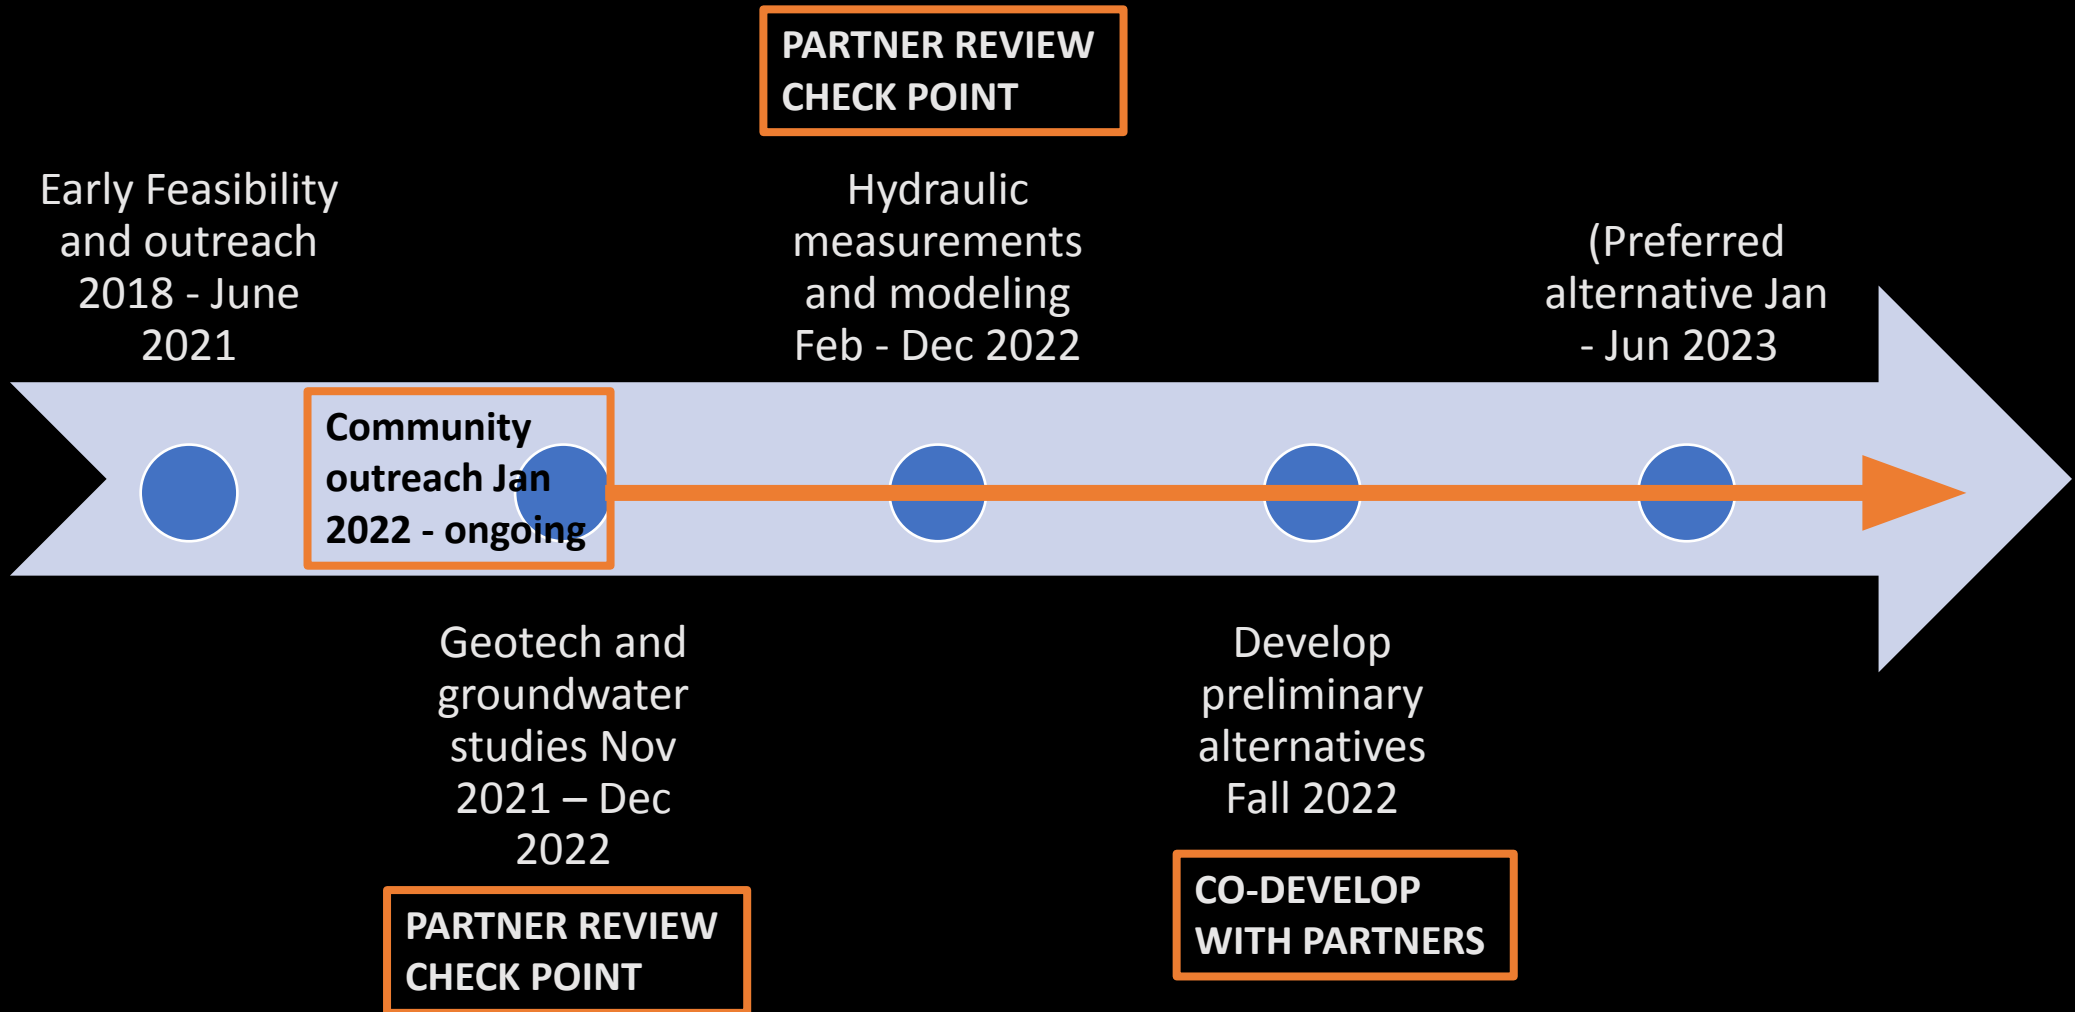 PARTNER REVIEW
CHECK POINT
Early Feasibility
and outreach
2018 - June
2021
Hydraulic
measurements
and modeling
Feb - Dec 2022
(Preferred
alternative Jan
- Jun 2023
Community
outreach Jan
2022 - ongoing
Geotech and
groundwater
studies Nov
2021 – Dec
2022
PARTNER REVIEW
CHECK POINT
Develop
preliminary
alternatives
Fall 2022
CO-DEVELOP
WITH PARTNERS